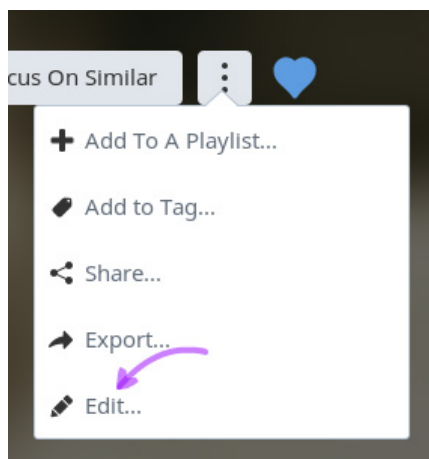 cus On Similar
Add To A Playlist...
Add to Tag...
Share...
Export...
Edit...